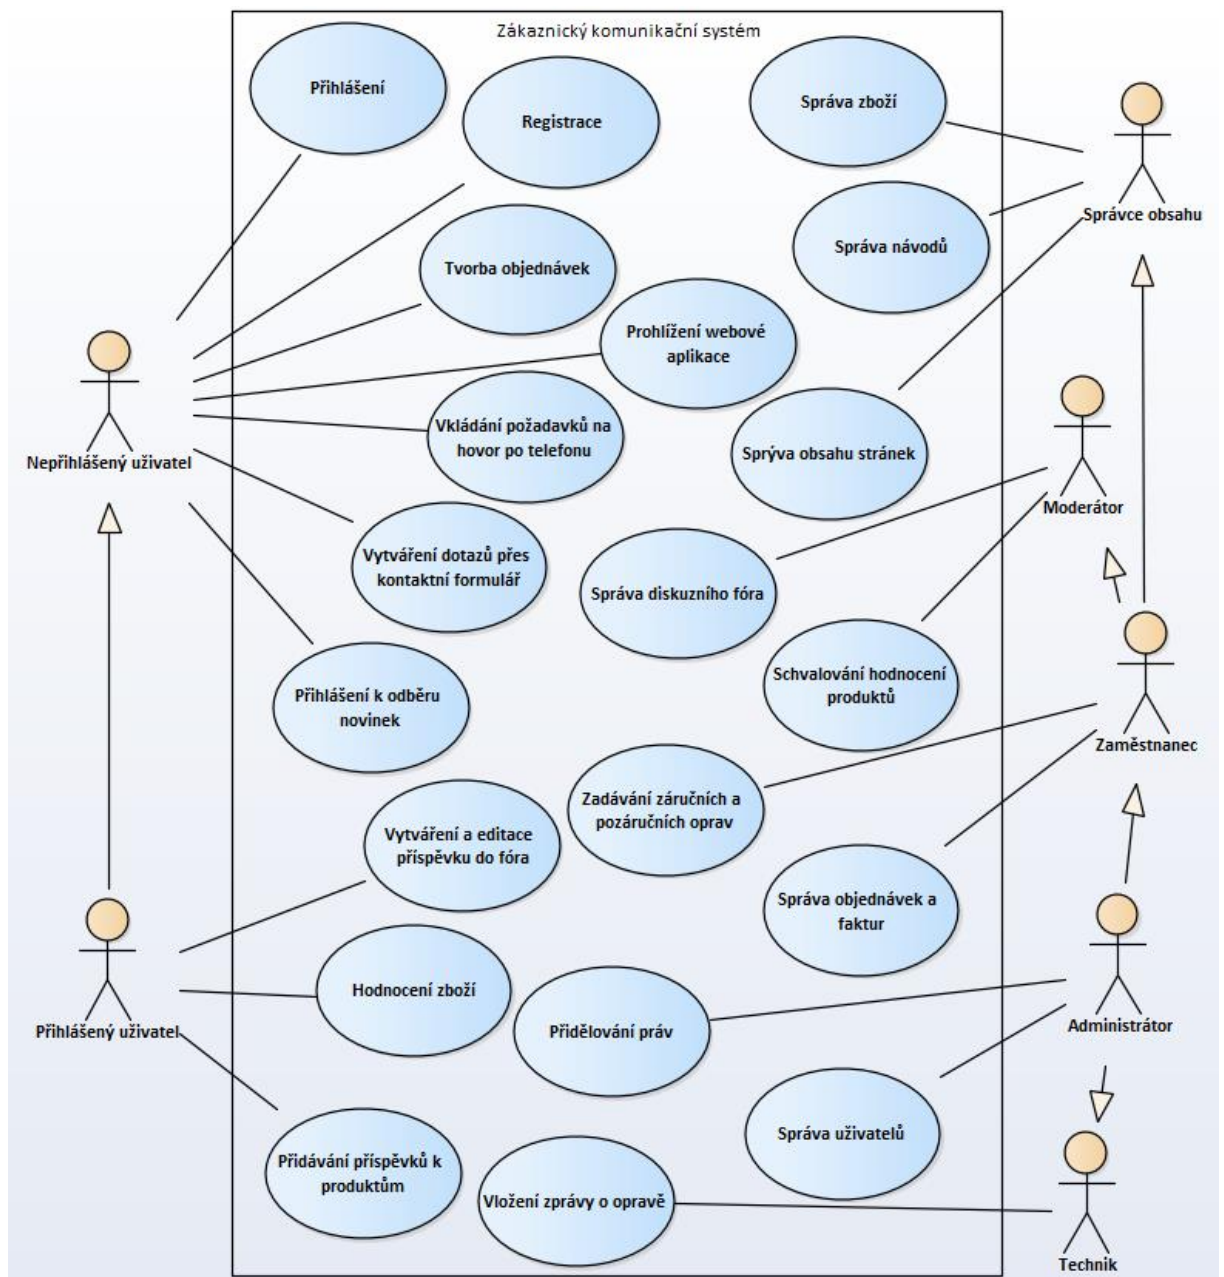 Zákaznický komunikační systém
Přihlášení
Registrace
Správa zboží
Správce obsahu
Správa návodů
Tvorba objednávek
Prohlížení webové
aplikace
Nepřihlášený uživatel
Vkládání požadavků na
hovor po telefonu
Sprýva obsahu stránek
Moderátor
Vytváření dotazů přes
kontaktní formulář
Správa diskuzního fóra
Schvalování hodnocení
produktů
Přihlášení k odběru
novinek
Zaměstnanec
Zadávání záručních a
pozáručních oprav
Vytváření a editace
příspěvku do fóra
Správa objednávek a
faktur
Hodnocení zboží
Přidělování práv
Přihlášený uživatel
Administrátor
Správa uživatelů
Přidávání příspěvků k
produktům
Vložení zprávy o opravě
Technik